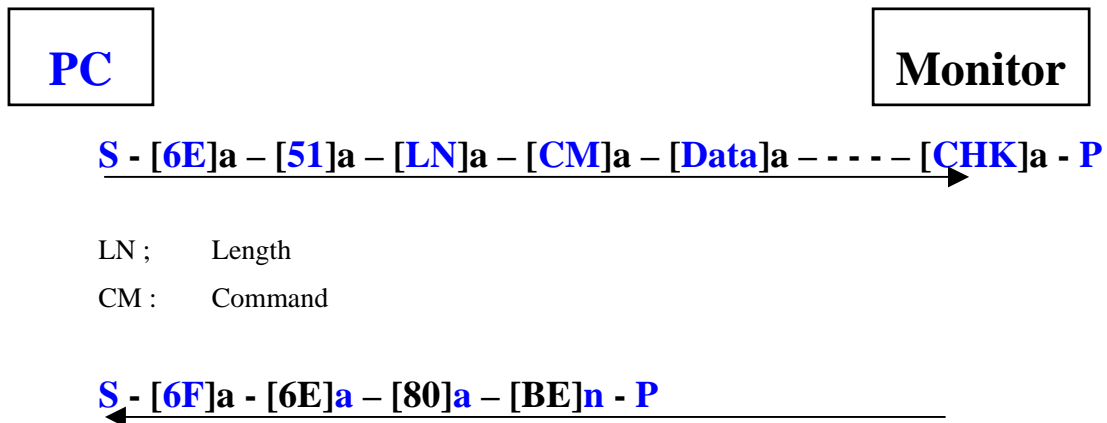 PC
Monitor
S - [6E]a – [51]a – [LN]a – [CM]a – [Data]a – - - - – [CHK]a - P
LN ; Length
CM : Command
S - [6F]a - [6E]a – [80]a – [BE]n - P